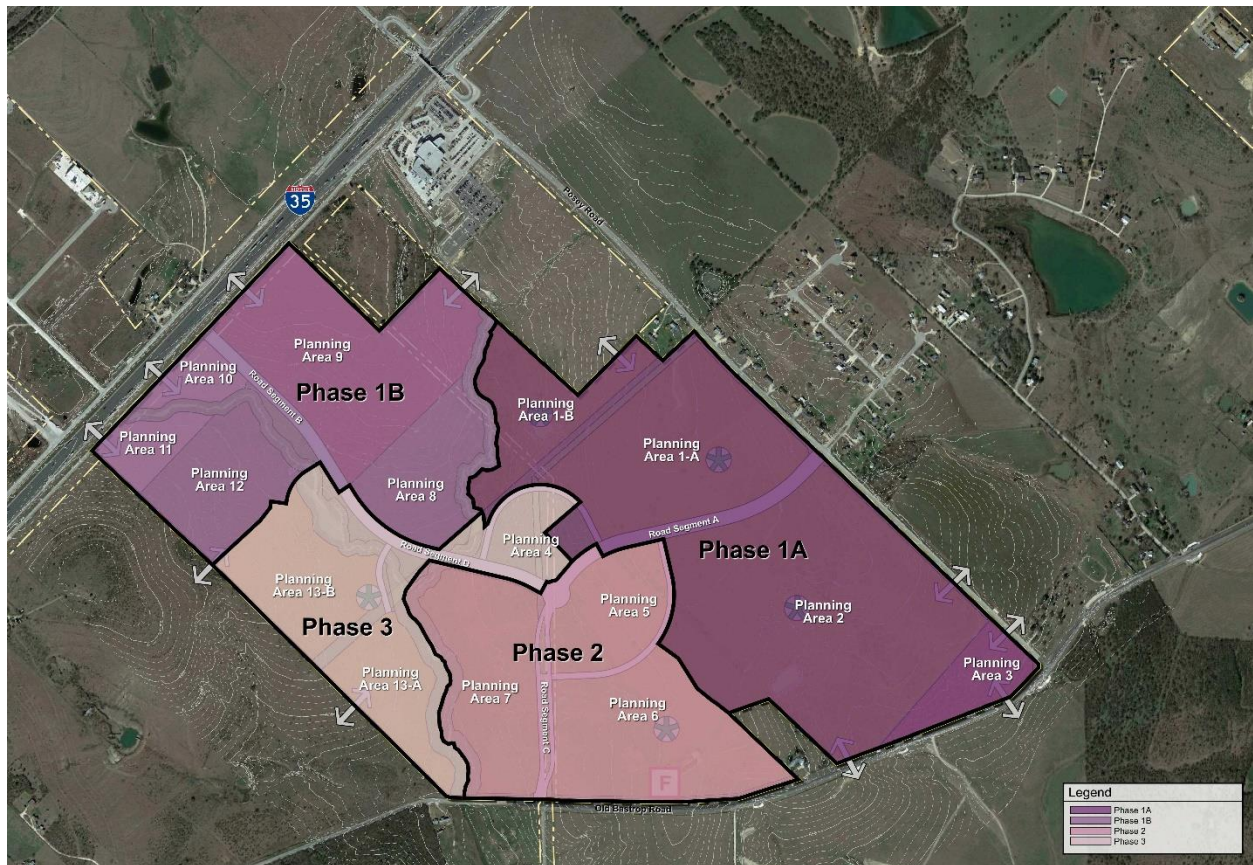 35
Posey Road
Planning
Area 9
Planning
Area 10
Road Segment B
Phase 1B
Planning
Area 1-B
Planning
Area 1-A
Planning
Area 11
Planning
Area 12
Planning
Area 8
Road Segment A
Planning
Area 4
Road Segment D
Phase 1A
Planning
Area 13-B
Planning
Area 5
Planning
Area 2
Phase 3
Phase 2
Planning
Area 3
Planning
Area 13-A
Planning
Area 7
Road Segment C
Planning
Area 6
F
Old Bastrop Road
Legend
Phase 1A
Phase 1B
Phase 2
Phase 3